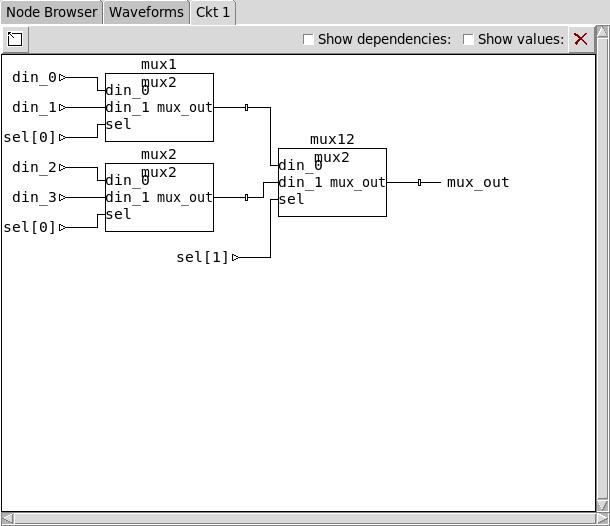 Node Browser Waveforms Ckt 1
Show dependencies: Show values:
mux1
mux2
din_0 din_0
din_1 din_1 mux_out
sel[0] sel
mux2
mux2
din_2 din_0
din_3 din_1 mux_out
sel[0] sel
mux12
mux2
din_0
din_1 mux_out mux_out
sel
sel[1]